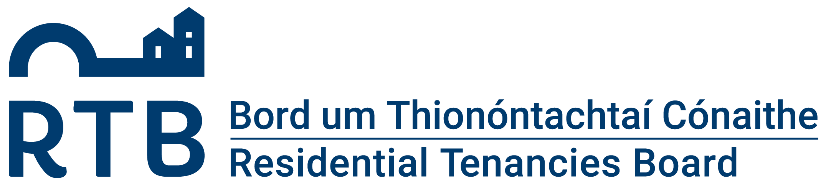 RTB
Bord um Thionóntachtaí Cónaithe
Residential Tenancies Board